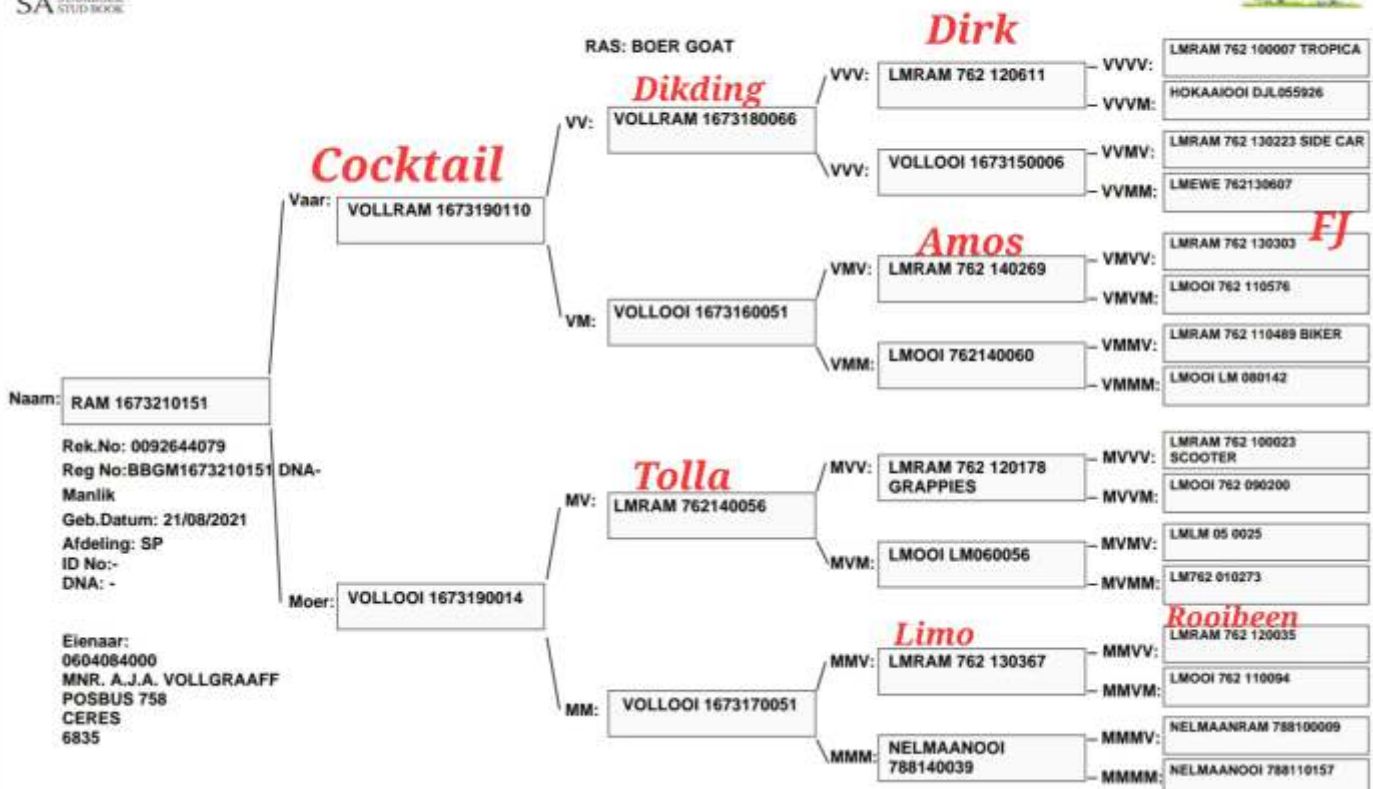 SA STUD BOOK
RAS: BOER GOAT
Naam:
RAM 1673210151
Rek.No: 0092644079
Reg No:BBGM1673210151 DNA-
Manlik
Geb.Datum: 21/08/2021
Afdeling: SP
ID No:-
DNA: -
Eienaar:
0604084000
MNR. A.J.A. VOLLGRAAFF
POSBUS 758
CERES
6835
Cocktail
Vaar:
VOLLRAM 1673190110
Moer:
VOLLOOI 1673190014
Dikding
VV:
VOLLRAM 1673180066
VM:
VOLLOOI 1673160051
Tolla
MV:
LMRAM 762140056
MM:
VOLLOOI 1673170051
Dirk
VVV:
LMRAM 762 120611
VVV:
VOLLOOI 1673150006
Amos
VMV:
LMRAM 762 140269
VMM:
LMOOI 762140060
MVV:
LMRAM 762 120178
GRAPPIES
MVM:
LMOOI LM060056
Limo
MMV:
LMRAM 762 130367
MMM:
NELMAANOOI
788140039
VVVV:
LMRAM 762 100007 TROPICA
VVVM:
HOKAAIOOI DJL055926
VVMV:
LMRAM 762 130223 SIDE CAR
VVMM:
LMEWE 762130607
FJ
VMVV:
LMRAM 762 130303
VMVM:
LMOOI 762 110576
VMMV:
LMRAM 762 110489 BIKER
VMMM:
LMOOI LM 080142
MVVV:
LMRAM 762 100023
SCOOTER
MVVM:
LMOOI 762 090200
MVMV:
LMLM 05 0025
MVMM:
LM762 010273
Rooibeen
MMVV:
LMRAM 762 120035
MMVM:
LMOOI 762 110094
MMMV:
NELMAANRAM 788100009
MMMM:
NELMAANOOI 788110157